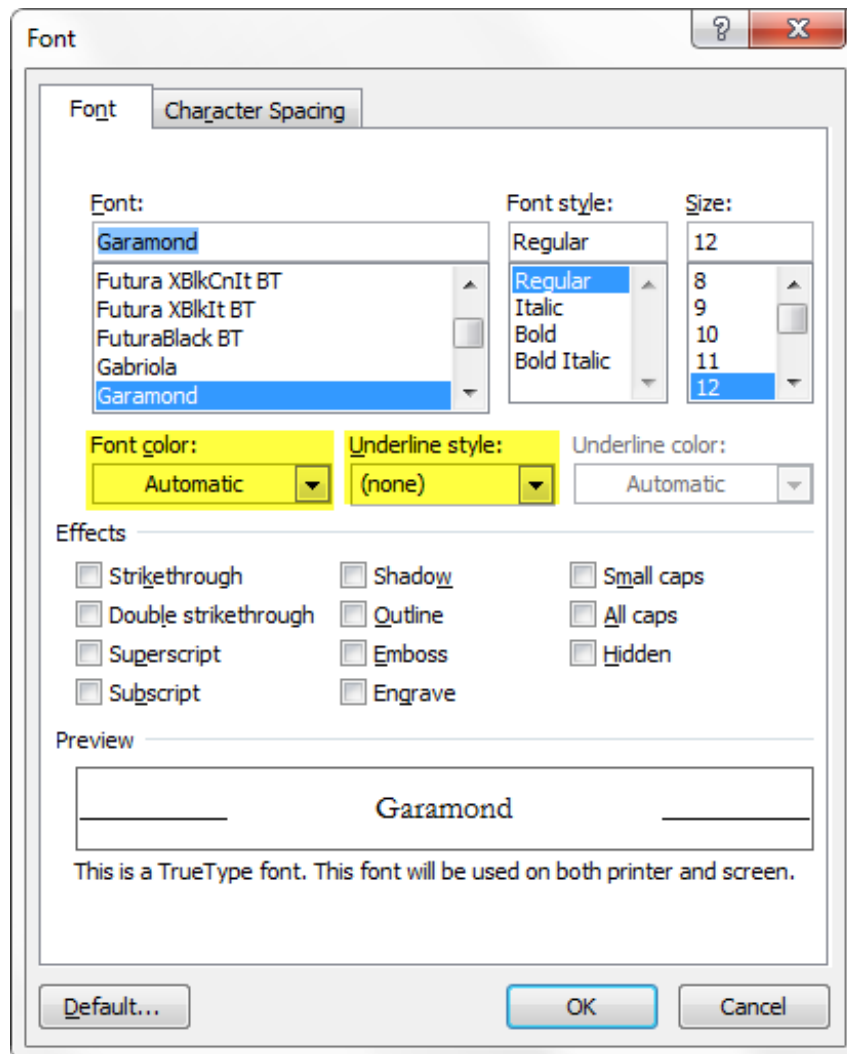 Font
Font Character Spacing
Font: Font style: Size:
Garamond Regular 12
Futura XBlkCnIt BT Regular 8
Futura XBlkIt BT Italic 9
FuturaBlack BT Bold 10
Gabriola Bold Italic 11
Garamond 12
Font color: Underline style: Underline color:
Automatic (none) Automatic
Effects
Strikethrough Shadow Small caps
Double strikethrough Outline All caps
Superscript Emboss Hidden
Subscript Engrave
Preview
Garamond
This is a TrueType font. This font will be used on both printer and screen.
Default... OK Cancel